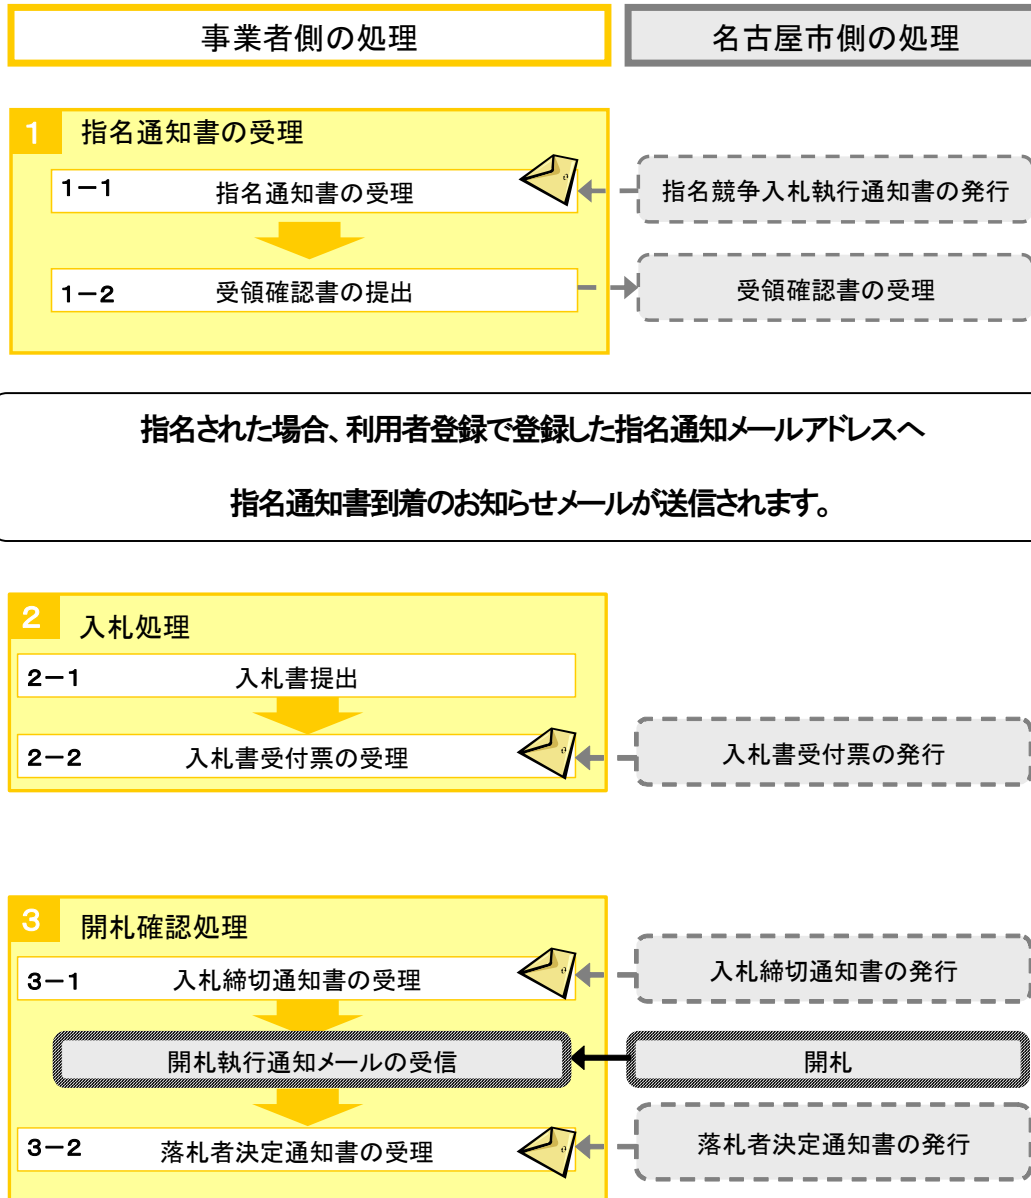 事業者側の処理
名古屋市側の処理
1 指名通知書の受理
1−1 指名通知書の受理
指名競争入札執行通知書の発行
1−2 受領確認書の提出
受領確認書の受理
指名された場合、利用者登録で登録した指名通知メールアドレスへ
指名通知書到着のお知らせメールが送信されます。
2 入札処理
2−1 入札書提出
2−2 入札書受付票の受理
入札書受付票の発行
3 開札確認処理
3−1 入札締切通知書の受理
入札締切通知書の発行
開札執行通知メールの受信
開札
3−2 落札者決定通知書の受理
落札者決定通知書の発行